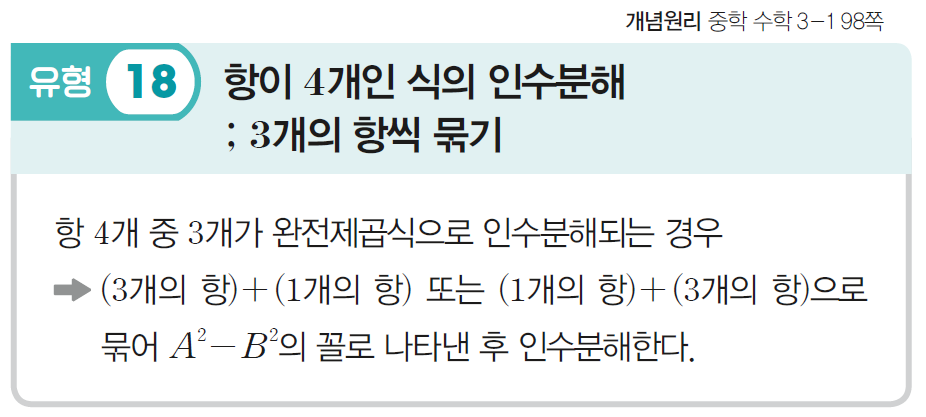 개념원리 중학 수학 3-1 98쪽
유형 18 항이 4개인 식의 인수분해
; 3개의 항씩 묶기
항 4개 중 3개가 완전제곱식으로 인수분해되는 경우
➡ (3개의 항)+(1개의 항) 또는 (1개의 항)+(3개의 항)으로
묶어 A²-B²의 꼴로 나타낸 후 인수분해한다.